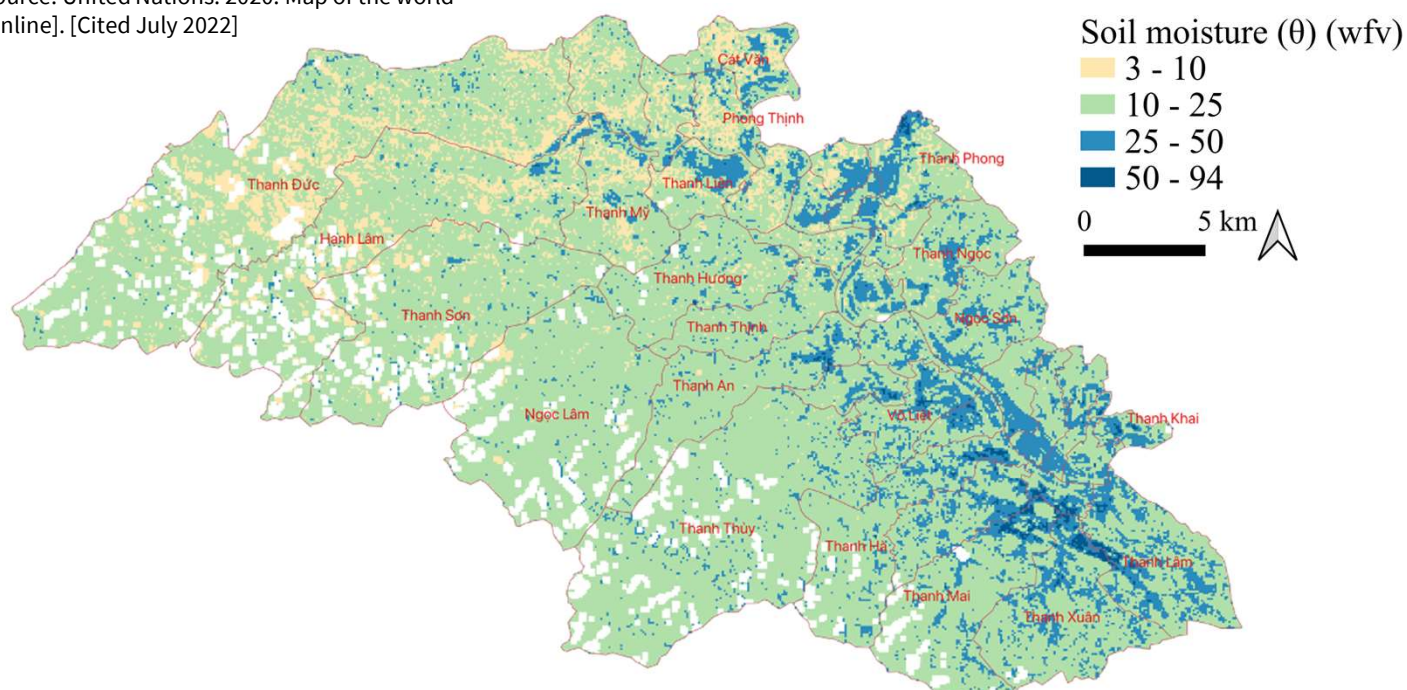 ource: United Nations. 2020. Map of the world
nline]. [Cited July 2022]
Soil moisture (θ) (wfv)
3 - 10
10 - 25
25 - 50
50 - 94
0 5 km
Cát Văn
Phong Thịnh
Thanh Phong
Thanh Đức
Thanh Liên
Thanh Mỹ
Hạnh Lâm
Thanh Ngọc
Thanh Hương
Thanh Sơn
Ngọc Sơn
Thanh Thịnh
Thanh An
Ngọc Lâm
Võ Liệt
Thanh Khai
Thanh Thủy
Thanh Hà
Thanh Lâm
Thanh Mai
Thanh Xuân